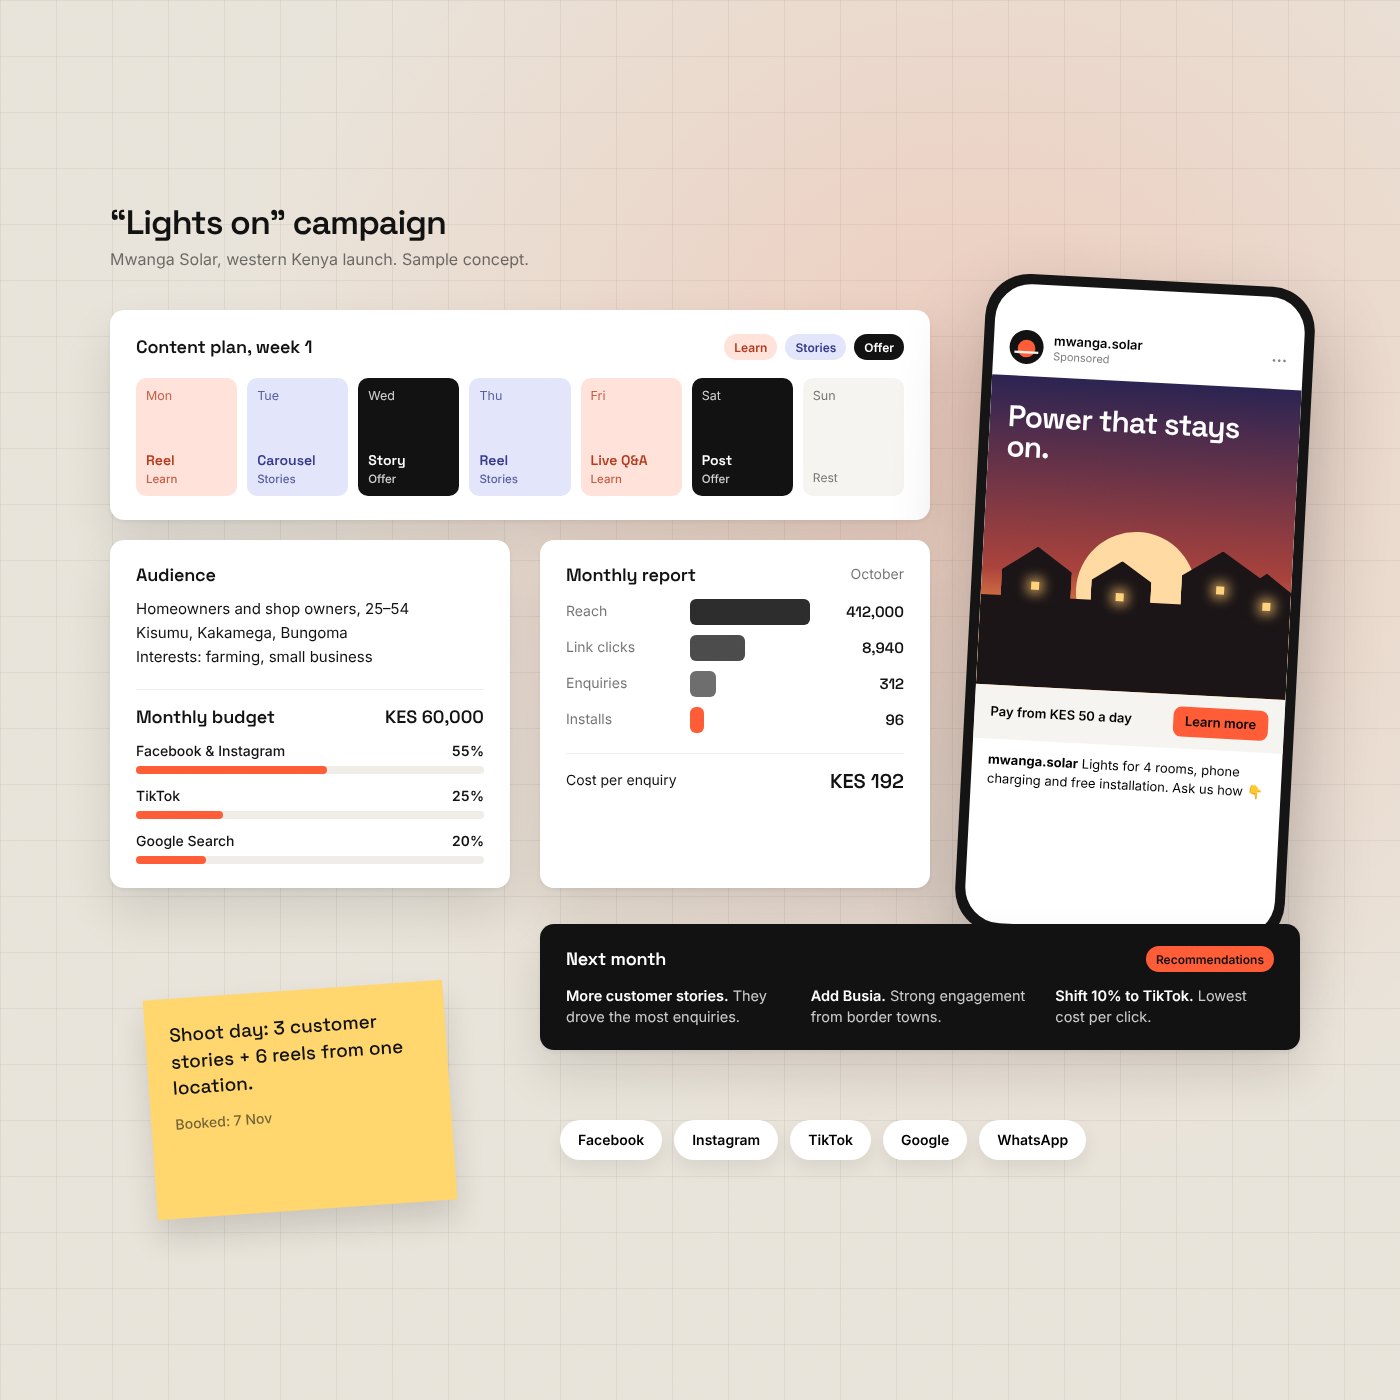 “Lights on” campaign
Mwanga Solar, western Kenya launch. Sample concept.
Content plan, week 1
Learn
Stories
Offer
Mon
Reel
Learn
Tue
Carousel
Stories
Wed
Story
Offer
Thu
Reel
Stories
Fri
Live Q&A
Learn
Sat
Post
Offer
Sun
Rest
Audience
Homeowners and shop owners, 25–54
Kisumu, Kakamega, Bungoma
Interests: farming, small business
Monthly budget KES 60,000
Facebook & Instagram 55%
TikTok 25%
Google Search 20%
Monthly report October
Reach 412,000
Link clicks 8,940
Enquiries 312
Installs 96
Cost per enquiry KES 192
mwanga.solar
Sponsored
Power that stays
on.
Pay from KES 50 a day
Learn more
mwanga.solar Lights for 4 rooms, phone
charging and free installation. Ask us how 👇
Next month
Recommendations
More customer stories. They
drove the most enquiries.
Add Busia. Strong engagement
from border towns.
Shift 10% to TikTok. Lowest
cost per click.
Shoot day: 3 customer
stories + 6 reels from one
location.
Booked: 7 Nov
Facebook
Instagram
TikTok
Google
WhatsApp